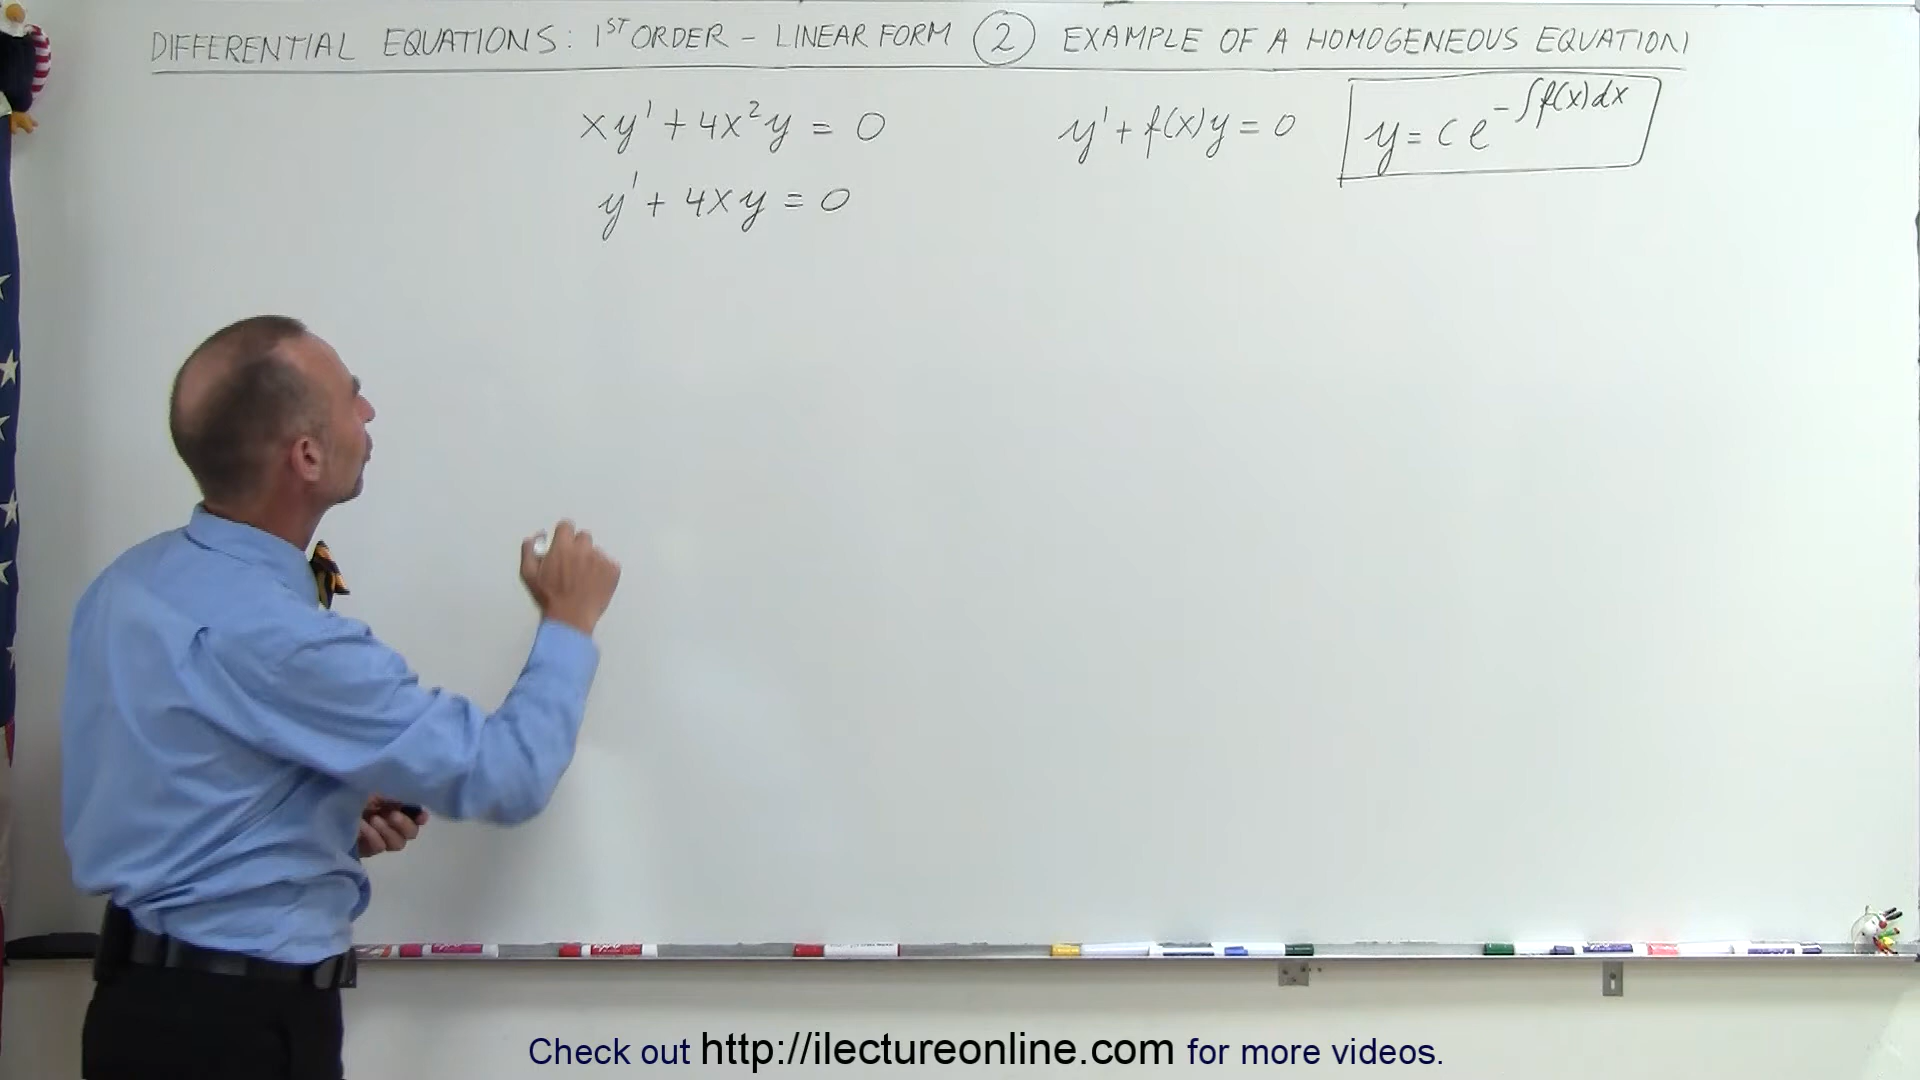 DIFFERENTIAL EQUATIONS: 1ST ORDER - LINEAR FORM (2) EXAMPLE OF A HOMOGENEOUS EQUATION
xy' + 4x²y = 0
y' + f(x)y = 0
y = c e^{-∫f(x)dx}
y' + 4xy = 0
Check out http://ilectureonline.com for more videos.